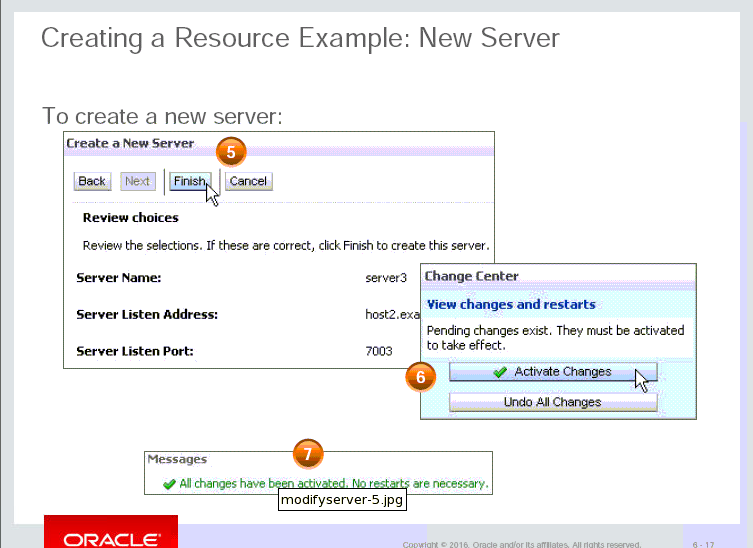 Creating a Resource Example: New Server
To create a new server:
Create a New Server
5
Back Next Finish Cancel
Review choices
Review the selections. If these are correct, click Finish to create this server.
Server Name: server3
Server Listen Address: host2.exa
Server Listen Port: 7003
Change Center
View changes and restarts
Pending changes exist. They must be activated
to take effect.
6
Activate Changes
Undo All Changes
7
Messages
All changes have been activated. No restarts are necessary.
modifyserver-5.jpg
ORACLE
Copyright © 2016, Oracle and/or its affiliates. All rights reserved.
6 - 17